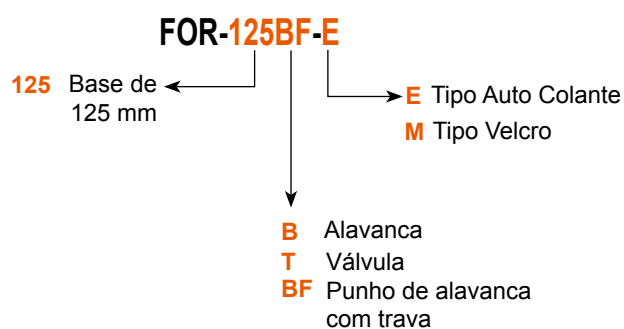 FOR-125BF-E
125 Base de
125 mm
E Tipo Auto Colante
M Tipo Velcro
B Alavanca
T Válvula
BF Punho de alavanca
com trava